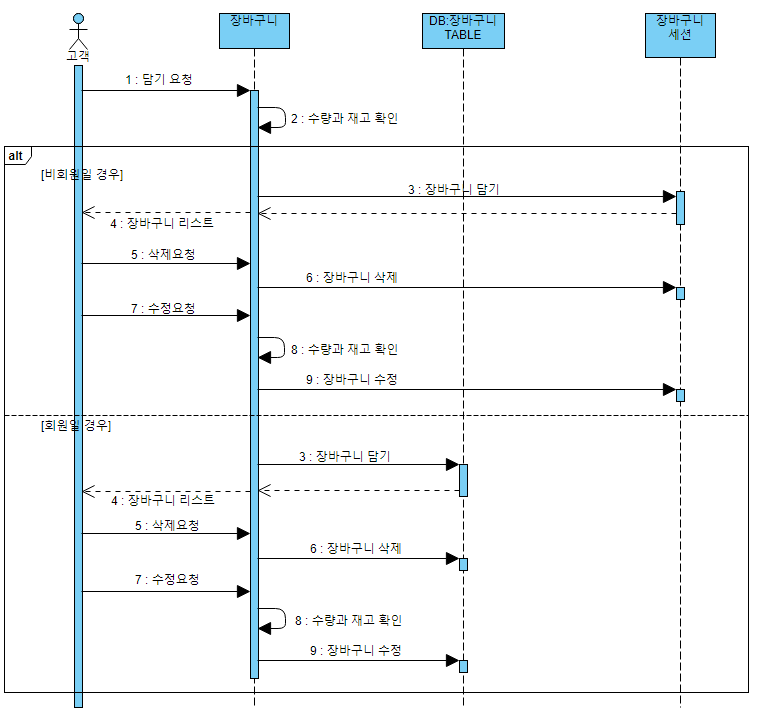 장바구니
DB:장바구니
TABLE
장바구니
세션
고객
1 : 담기 요청
2 : 수량과 재고 확인
alt
[비회원일 경우]
3 : 장바구니 담기
4 : 장바구니 리스트
5 : 삭제요청
6 : 장바구니 삭제
7 : 수정요청
8 : 수량과 재고 확인
9 : 장바구니 수정
[회원일 경우]
3 : 장바구니 담기
4 : 장바구니 리스트
5 : 삭제요청
6 : 장바구니 삭제
7 : 수정요청
8 : 수량과 재고 확인
9 : 장바구니 수정